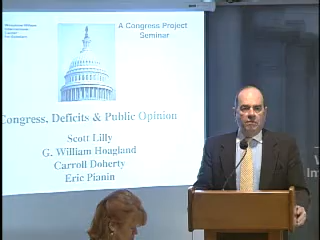 A Congress Project
Seminar
Congress, Deficits & Public Opinion
Scott Lilly
G. William Hoagland
Carroll Doherty
Eric Pianin